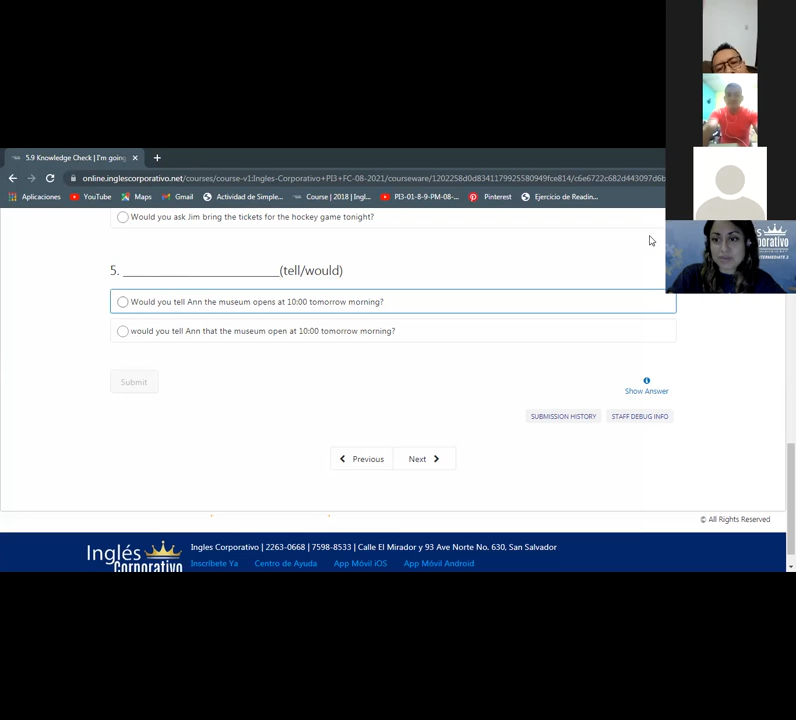 5.9 Knowledge Check | I'm going
online.inglescorporativo.net/courses/course-v1:Ingles-Corporativo+PI3+FC-08-2021/courseware/1202258d0d8341179925580949fce814/c6e6722c682d443097d6b
Aplicaciones YouTube Maps Gmail Actividad de Simple... Course | 2018 | Ingl... PI3-01-8-9-PM-08-... Pinterest Ejercicio de Readin...
Would you ask Jim bring the tickets for the hockey game tonight?
5. ________________________(tell/would)
Would you tell Ann the museum opens at 10:00 tomorrow morning?
would you tell Ann that the museum open at 10:00 tomorrow morning?
Submit
Show Answer
SUBMISSION HISTORY STAFF DEBUG INFO
Previous Next
© All Rights Reserved
Inglés Corporativo
Ingles Corporativo | 2263-0668 | 7598-8533 | Calle El Mirador y 93 Ave Norte No. 630, San Salvador
Inscríbete Ya Centro de Ayuda App Móvil iOS App Móvil Android